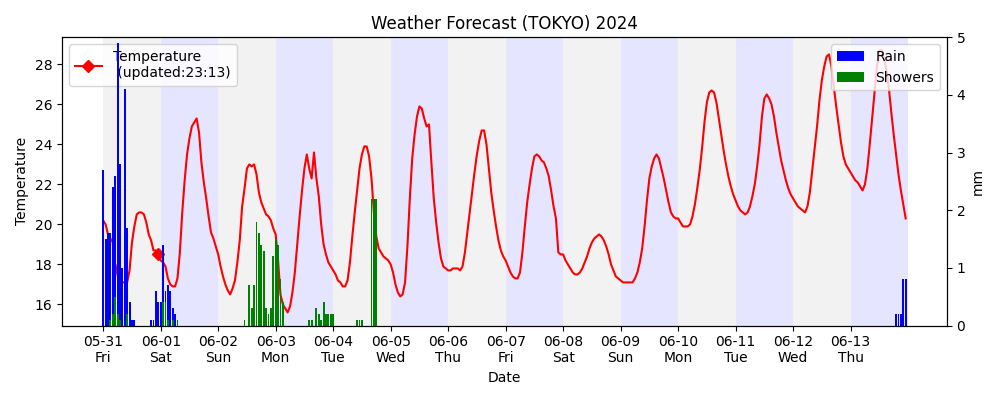 Weather Forecast (TOKYO) 2024
Temperature
(updated:23:13)
Rain
Showers
Temperature
28
26
24
22
20
18
16
5
4
3
2
1
0
mm
05-31 06-01 06-02 06-03 06-04 06-05 06-06 06-07 06-08 06-09 06-10 06-11 06-12 06-13
Fri Sat Sun Mon Tue Wed Thu Fri Sat Sun Mon Tue Wed Thu
Date